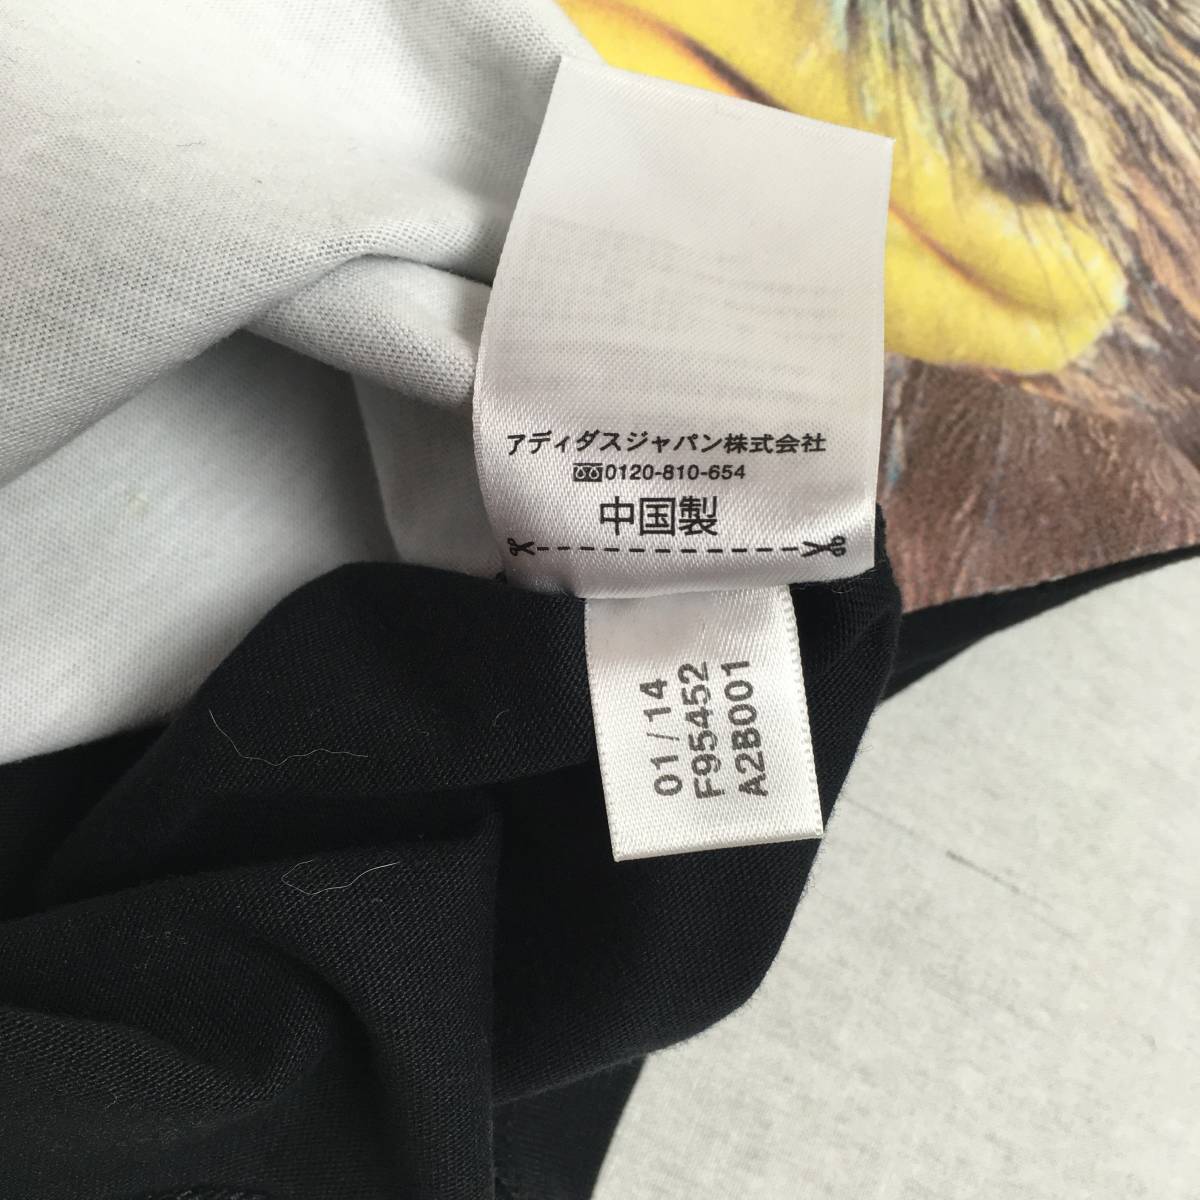 アディダスジャパン株式会社
0120-810-654
中国製
01/14
F95452
A2B001